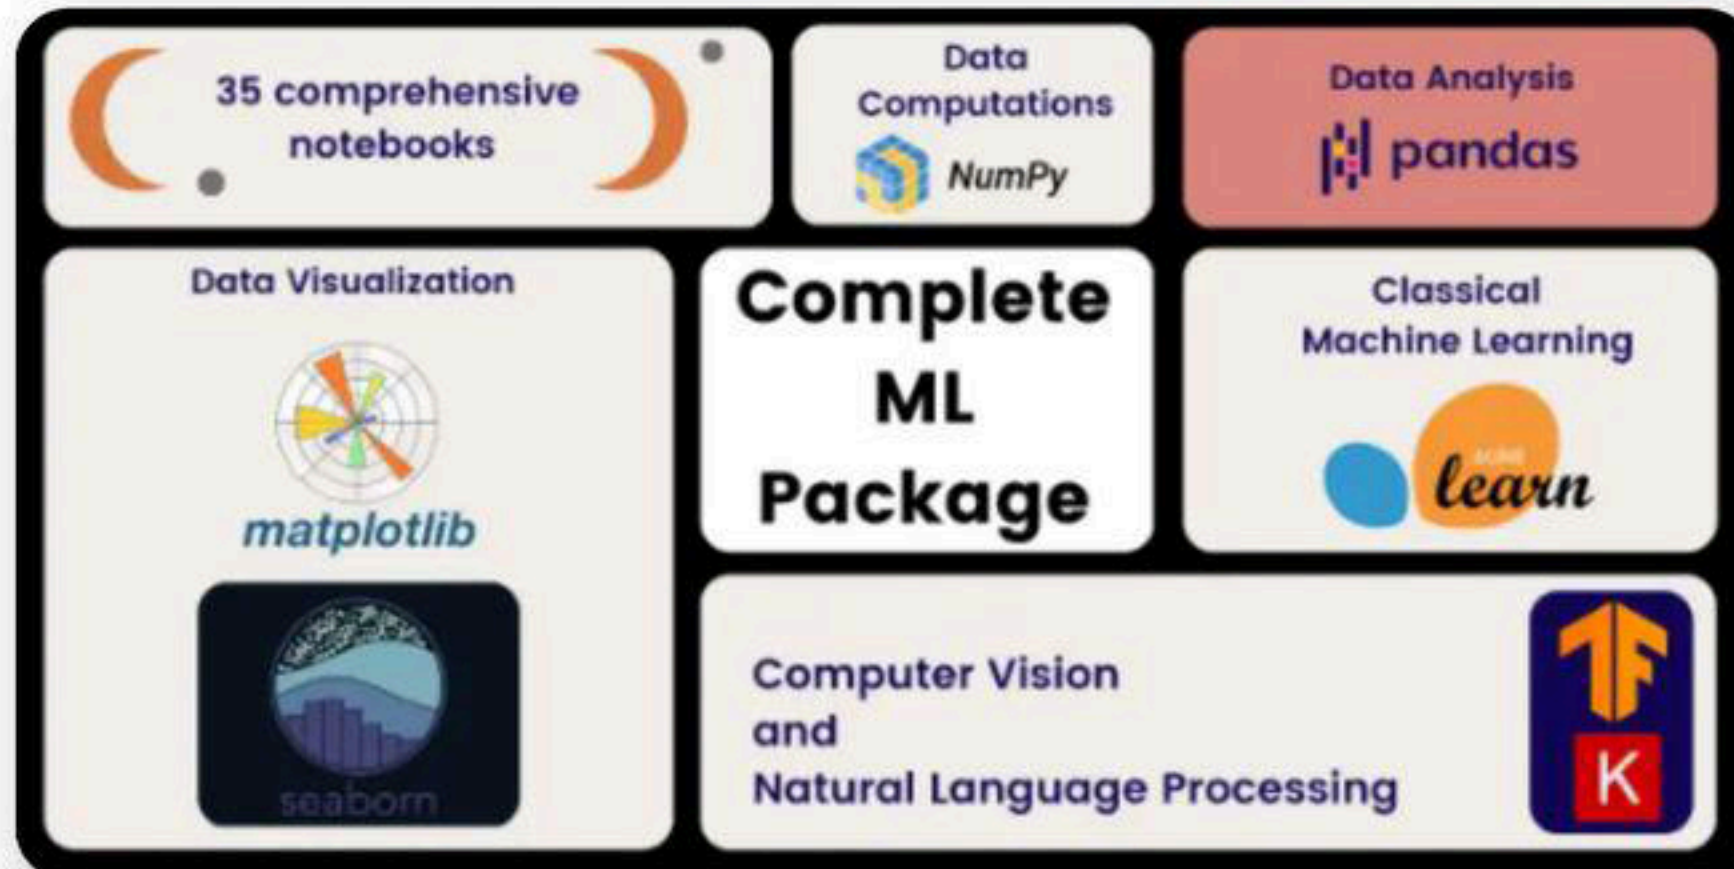 35 comprehensive
notebooks
Data
Computations
NumPy
Data Analysis
pandas
Data Visualization
matplotlib
seaborn
Complete
ML
Package
Classical
Machine Learning
learn
Computer Vision
and
Natural Language Processing
TF
K